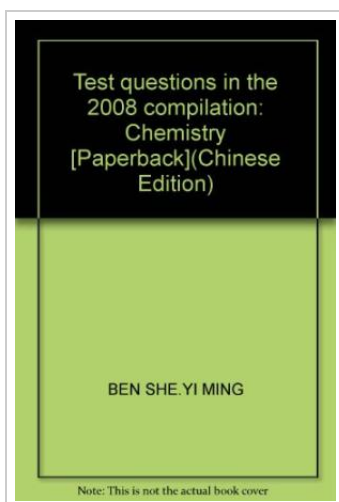 Test questions in the
2008 compilation:
Chemistry
[Paperback](Chinese
Edition)
BEN SHE.YI MING
Note: This is not the actual book cover